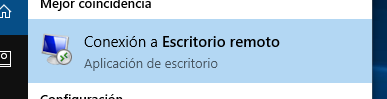 Mejor coincidencia
Conexión a Escritorio remoto
Aplicación de escritorio
Configuración